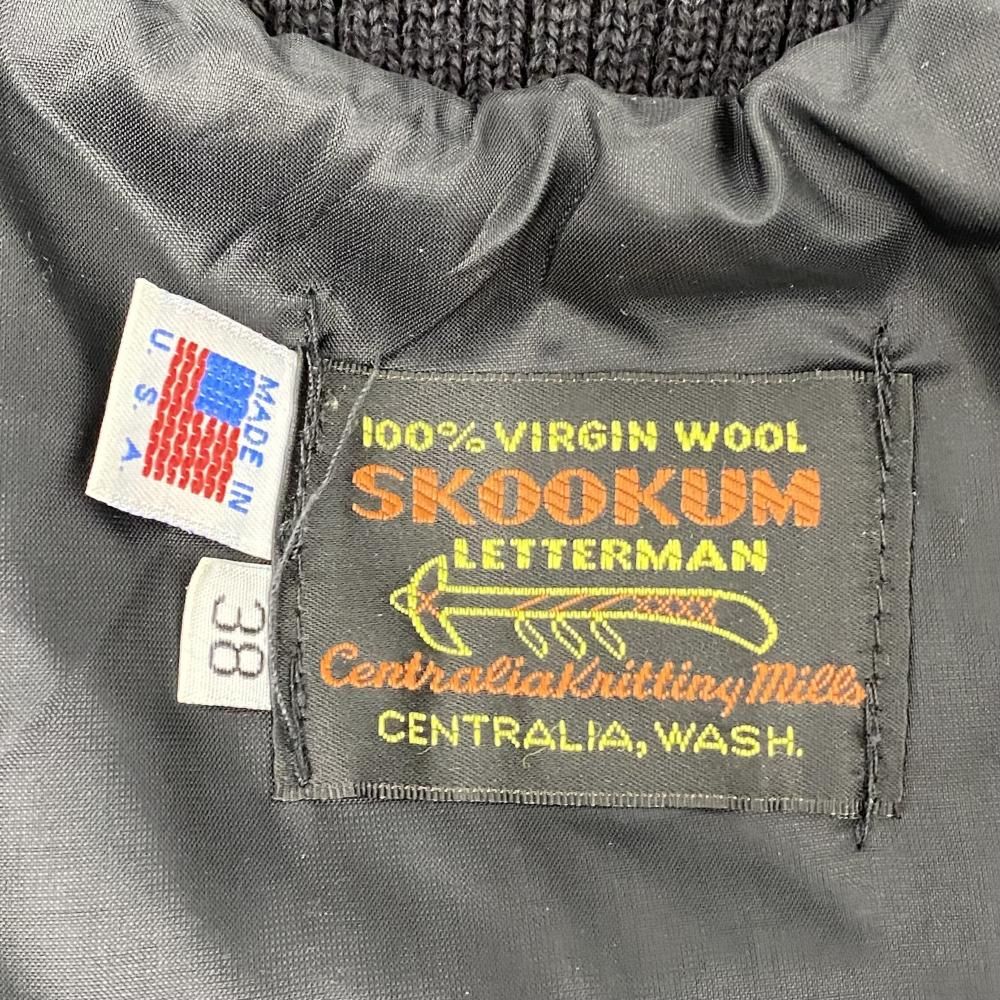 MADE IN
U. S. A.
38
100% VIRGIN WOOL
SKOOKUM
LETTERMAN
Centralia Knitting Mills
CENTRALIA, WASH.